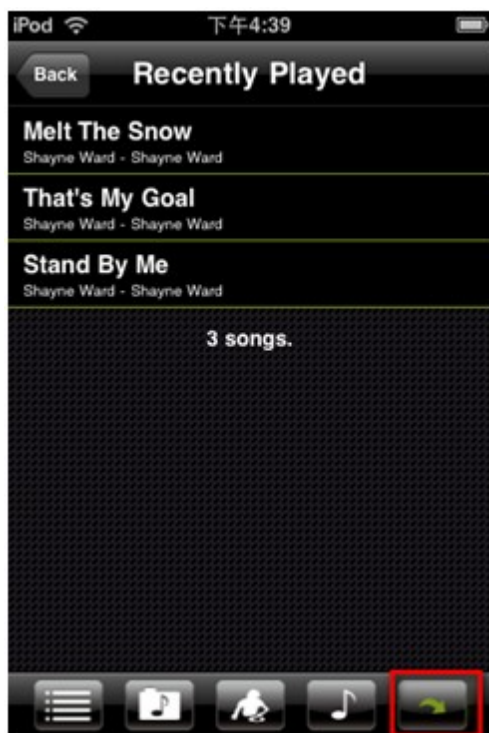 iPod 下午4:39
Back Recently Played
Melt The Snow
Shayne Ward - Shayne Ward
That's My Goal
Shayne Ward - Shayne Ward
Stand By Me
Shayne Ward - Shayne Ward
3 songs.